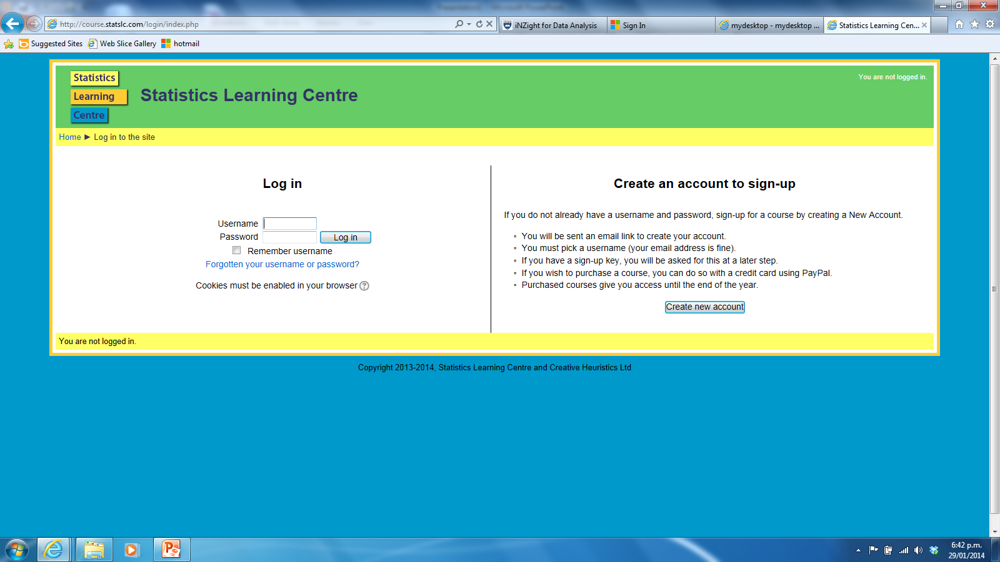 http://course.statslc.com/login/index.php
iNZight for Data Analysis
Sign In
mydesktop - mydesktop ...
Statistics Learning Cen...
Suggested Sites
Web Slice Gallery
hotmail
Statistics
Learning
Centre
Statistics Learning Centre
You are not logged in.
Home ► Log in to the site
Log in
Username
Password
Log in
Remember username
Forgotten your username or password?
Cookies must be enabled in your browser
Create an account to sign-up
If you do not already have a username and password, sign-up for a course by creating a New Account.
You will be sent an email link to create your account.
You must pick a username (your email address is fine).
If you have a sign-up key, you will be asked for this at a later step.
If you wish to purchase a course, you can do so with a credit card using PayPal.
Purchased courses give you access until the end of the year.
Create new account
You are not logged in.
Copyright 2013-2014, Statistics Learning Centre and Creative Heuristics Ltd
6:42 p.m.
29/01/2014